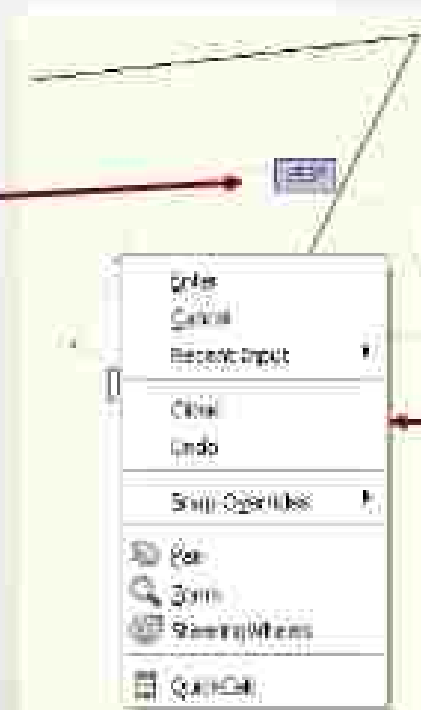 Enter
Cancel
Recent Input
Close
Undo
Snap Overrides
Pan
Zoom
SteeringWheels
QuickCalc